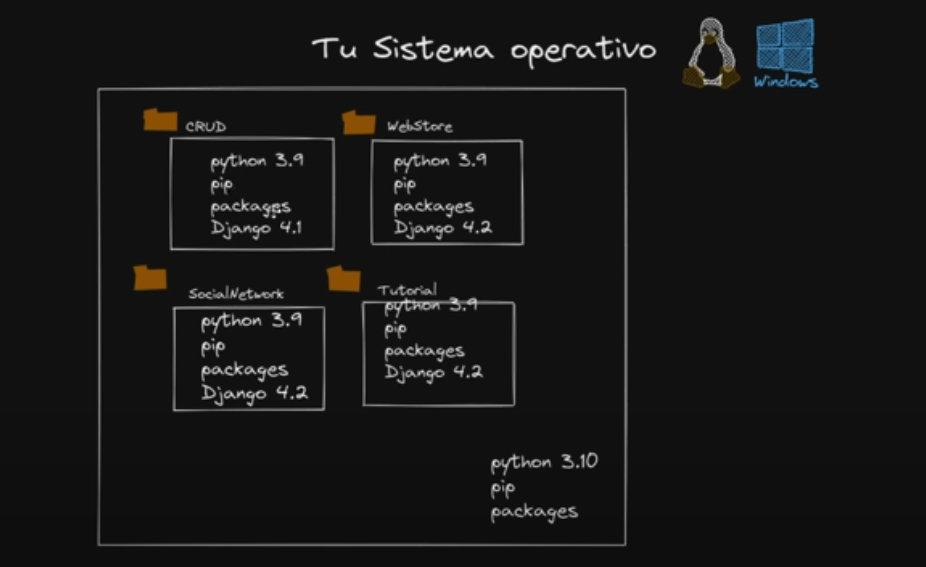 Tu Sistema operativo
Windows
CRUD
python 3.9
pip
packages
Django 4.1
WebStore
python 3.9
pip
packages
Django 4.2
SocialNetwork
python 3.9
pip
packages
Django 4.2
Tutorial
python 3.9
pip
packages
Django 4.2
python 3.10
pip
packages